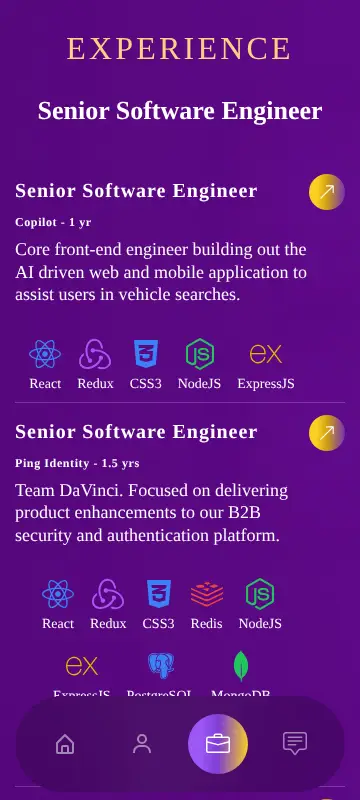 EXPERIENCE
Senior Software Engineer
Senior Software Engineer
Copilot - 1 yr
Core front-end engineer building out the
AI driven web and mobile application to
assist users in vehicle searches.
React Redux CSS3 NodeJS ExpressJS
Senior Software Engineer
Ping Identity - 1.5 yrs
Team DaVinci. Focused on delivering
product enhancements to our B2B
security and authentication platform.
React Redux CSS3 Redis NodeJS
ExpressJS PostgreSQL MongoDB